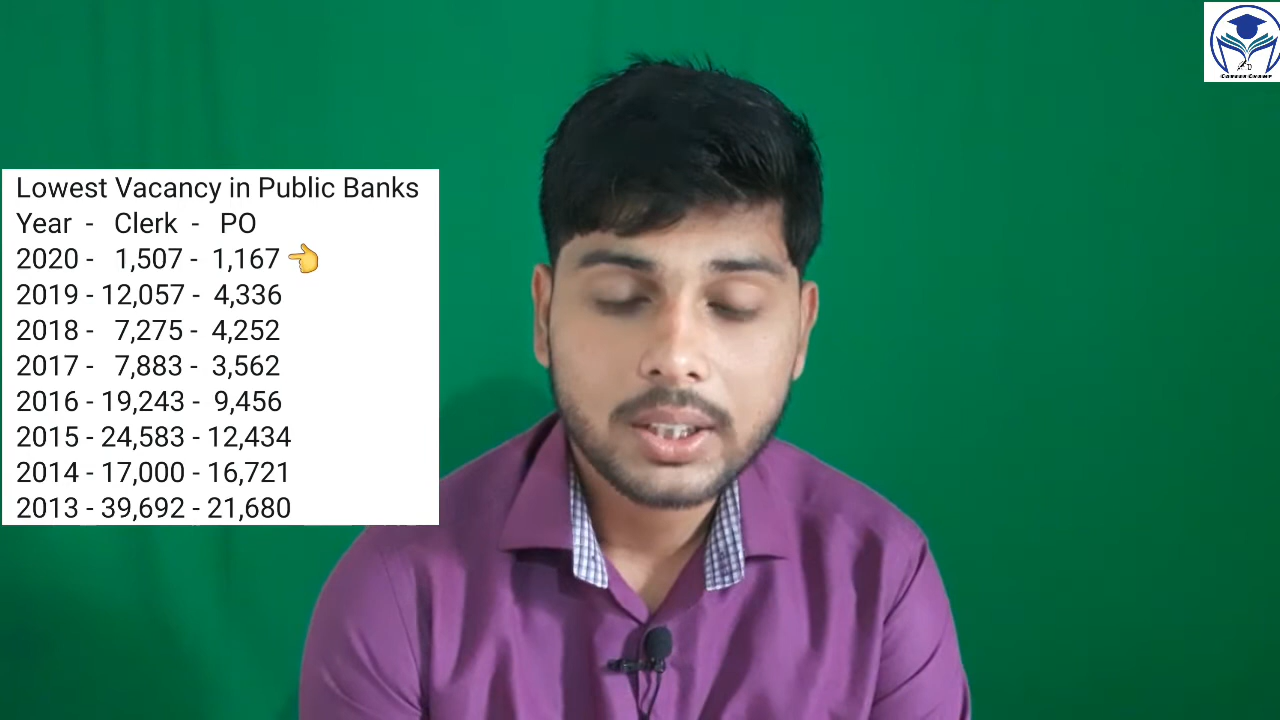 Lowest Vacancy in Public Banks
Year - Clerk - PO
2020 - 1,507 - 1,167
2019 - 12,057 - 4,336
2018 - 7,275 - 4,252
2017 - 7,883 - 3,562
2016 - 19,243 - 9,456
2015 - 24,583 - 12,434
2014 - 17,000 - 16,721
2013 - 39,692 - 21,680
Career Champ